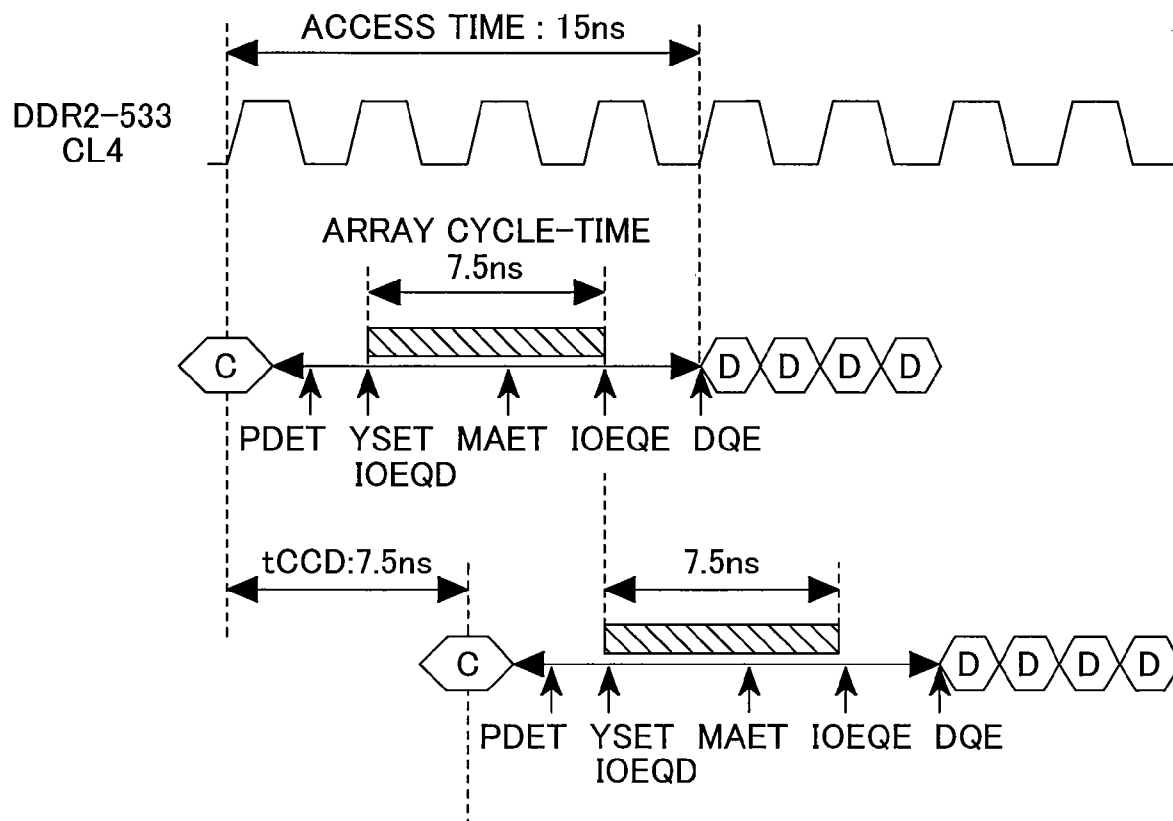 ACCESS TIME : 15ns
DDR2-533
CL4
ARRAY CYCLE-TIME
7.5ns
C
D D D D
PDET YSET MAET IOEQE DQE
IOEQD
tCCD:7.5ns
7.5ns
C
D D D D
PDET YSET MAET IOEQE DQE
IOEQD